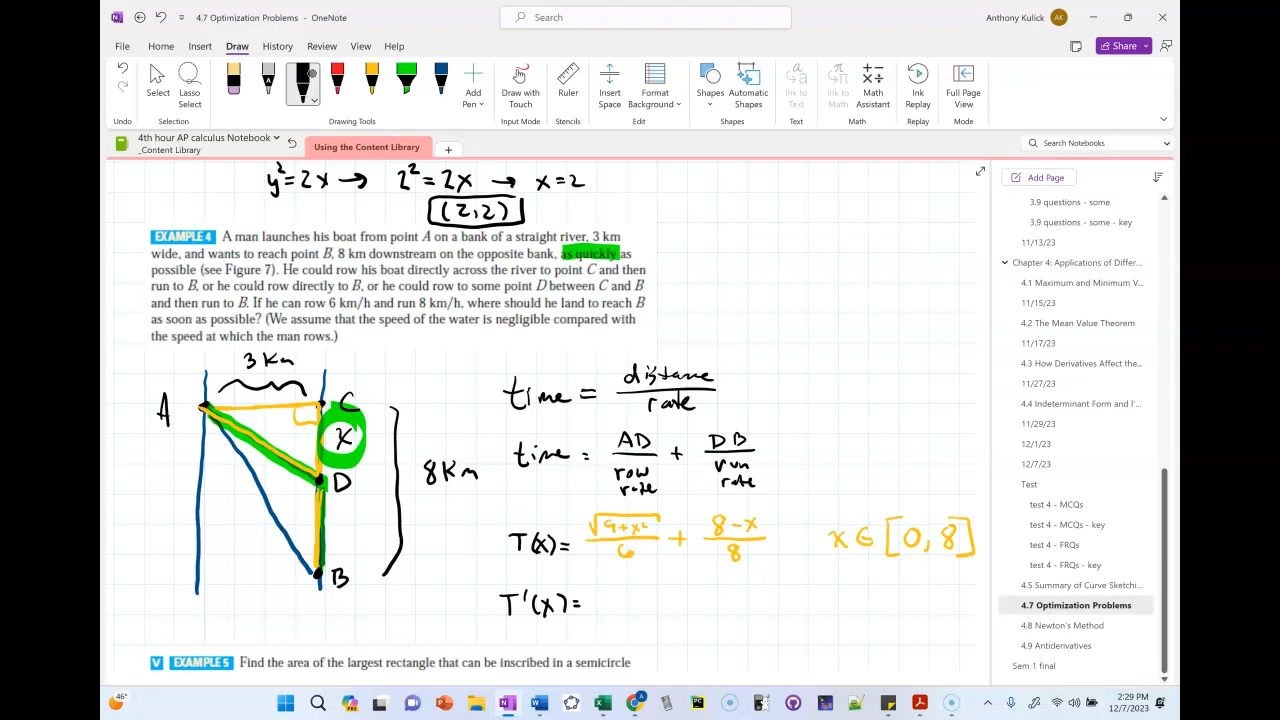 4.7 Optimization Problems - OneNote
Search
Anthony Kulick
AK
File Home Insert Draw History Review View Help
Share
Undo
Select
Lasso Select
Add Pen
Draw with Touch
Ruler
Insert Space
Format Background
Shapes
Automatic Shapes
Ink to Text
Ink to Math
Math Assistant
Ink Replay
Full Page View
Undo Selection Drawing Tools Input Mode Stencils Edit Shapes Text Math Replay Mode
4th hour AP calculus Notebook
_Content Library
Using the Content Library
Search Notebooks
Add Page
y²=2x → 2²=2x → x=2
(2,2)
EXAMPLE 4 A man launches his boat from point A on a bank of a straight river, 3 km
wide, and wants to reach point B, 8 km downstream on the opposite bank, as quickly as
possible (see Figure 7). He could row his boat directly across the river to point C and then
run to B, or he could row directly to B, or he could row to some point D between C and B
and then run to B. If he can row 6 km/h and run 8 km/h, where should he land to reach B
as soon as possible? (We assume that the speed of the water is negligible compared with
the speed at which the man rows.)
3 Km
A
C
x
D
B
8 Km
time = distance / rate
time = AD / row rate + DB / run rate
T(x) = √9+x² / 6 + 8-x / 8 x ∈ [0, 8]
T'(x) =
V EXAMPLE 5 Find the area of the largest rectangle that can be inscribed in a semicircle
3.9 questions - some
3.9 questions - some - key
11/13/23
Chapter 4: Applications of Differ...
4.1 Maximum and Minimum V...
11/15/23
4.2 The Mean Value Theorem
11/17/23
4.3 How Derivatives Affect the...
11/27/23
4.4 Indeterminant Form and l'...
11/29/23
12/1/23
12/7/23
Test
test 4 - MCQs
test 4 - MCQs - key
test 4 - FRQs
test 4 - FRQs - key
4.5 Summary of Curve Sketchi...
4.7 Optimization Problems
4.8 Newton's Method
4.9 Antiderivatives
Sem 1 final
46°
2:29 PM
12/7/2023